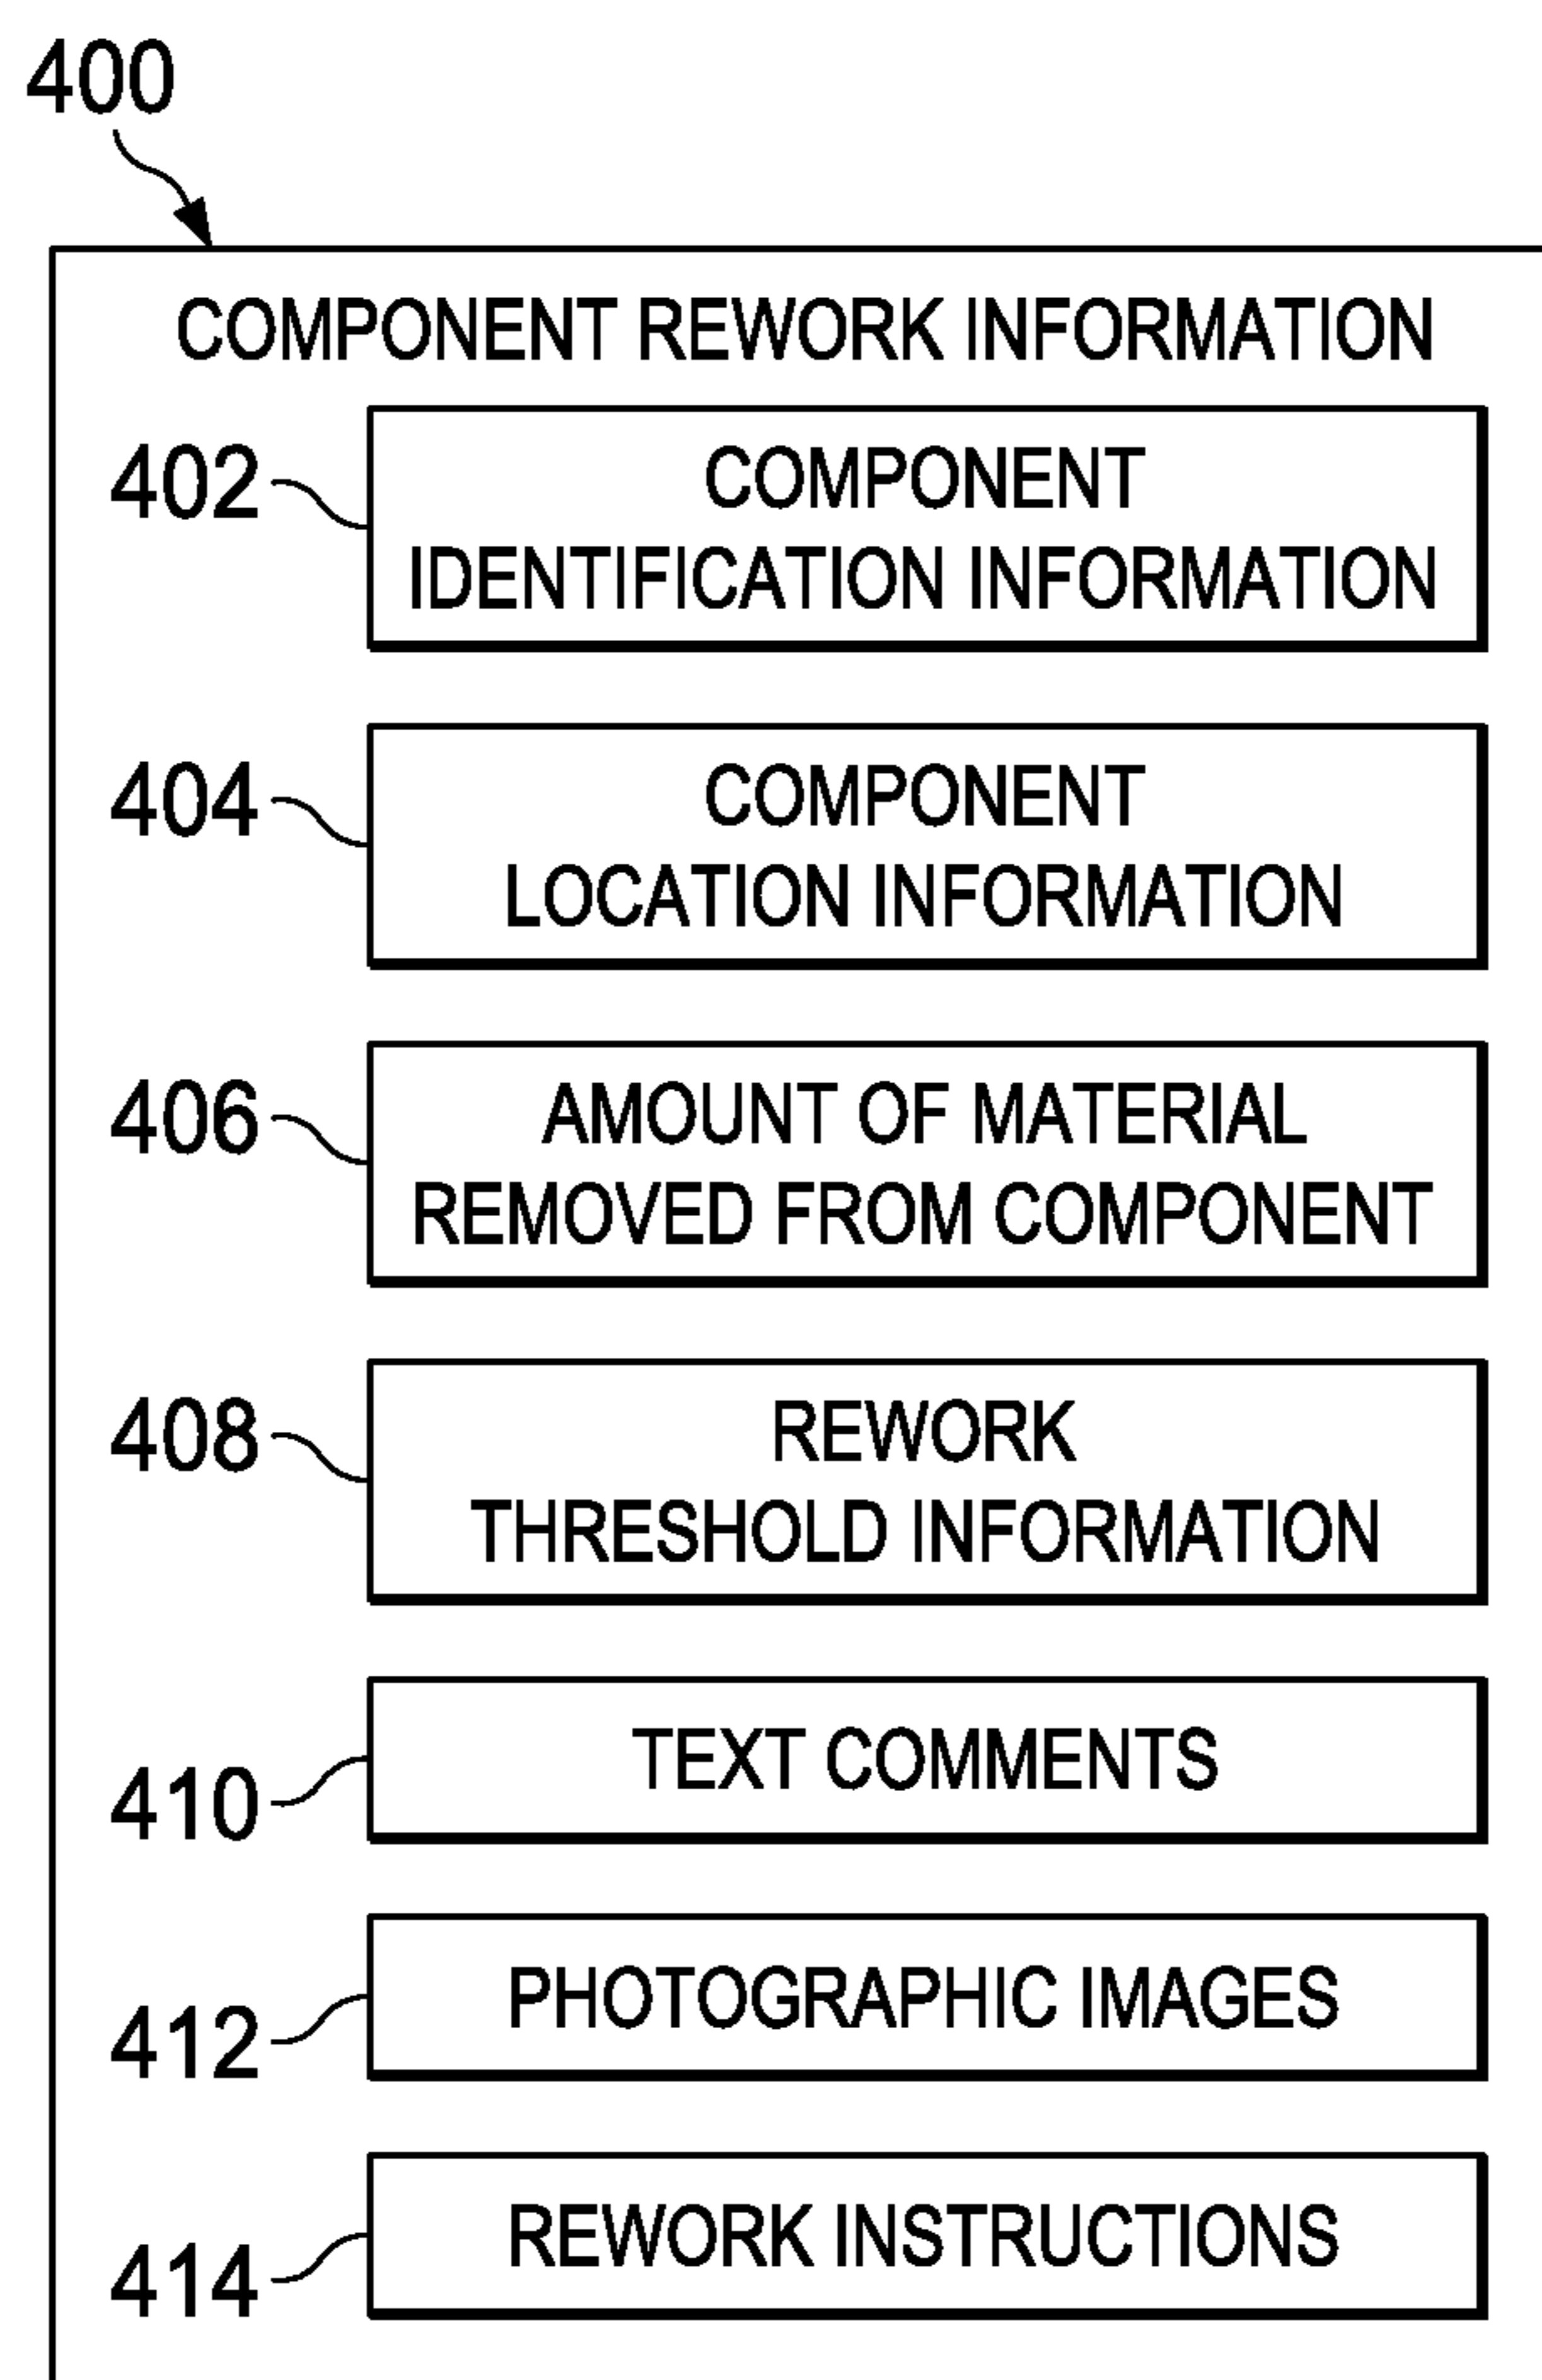 400
COMPONENT REWORK INFORMATION
402
COMPONENT
IDENTIFICATION INFORMATION
404
COMPONENT
LOCATION INFORMATION
406
AMOUNT OF MATERIAL
REMOVED FROM COMPONENT
408
REWORK
THRESHOLD INFORMATION
410
TEXT COMMENTS
412
PHOTOGRAPHIC IMAGES
414
REWORK INSTRUCTIONS